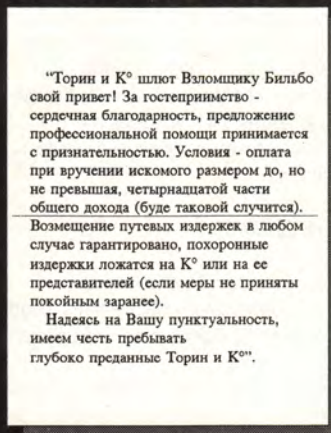 “Торин и К° шлют Взломщику Бильбо
свой привет! За гостеприимство -
сердечная благодарность, предложение
профессиональной помощи принимается
с признательностью. Условия - оплата
при вручении искомого размером до, но
не превышая, четырнадцатой части
общего дохода (буде таковой случится).
Возмещение путевых издержек в любом
случае гарантировано, похоронные
издержки ложатся на К° или на ее
представителей (если меры не приняты
покойным заранее).
Надеясь на Вашу пунктуальность,
имеем честь пребывать
глубоко преданные Торин и К°”.